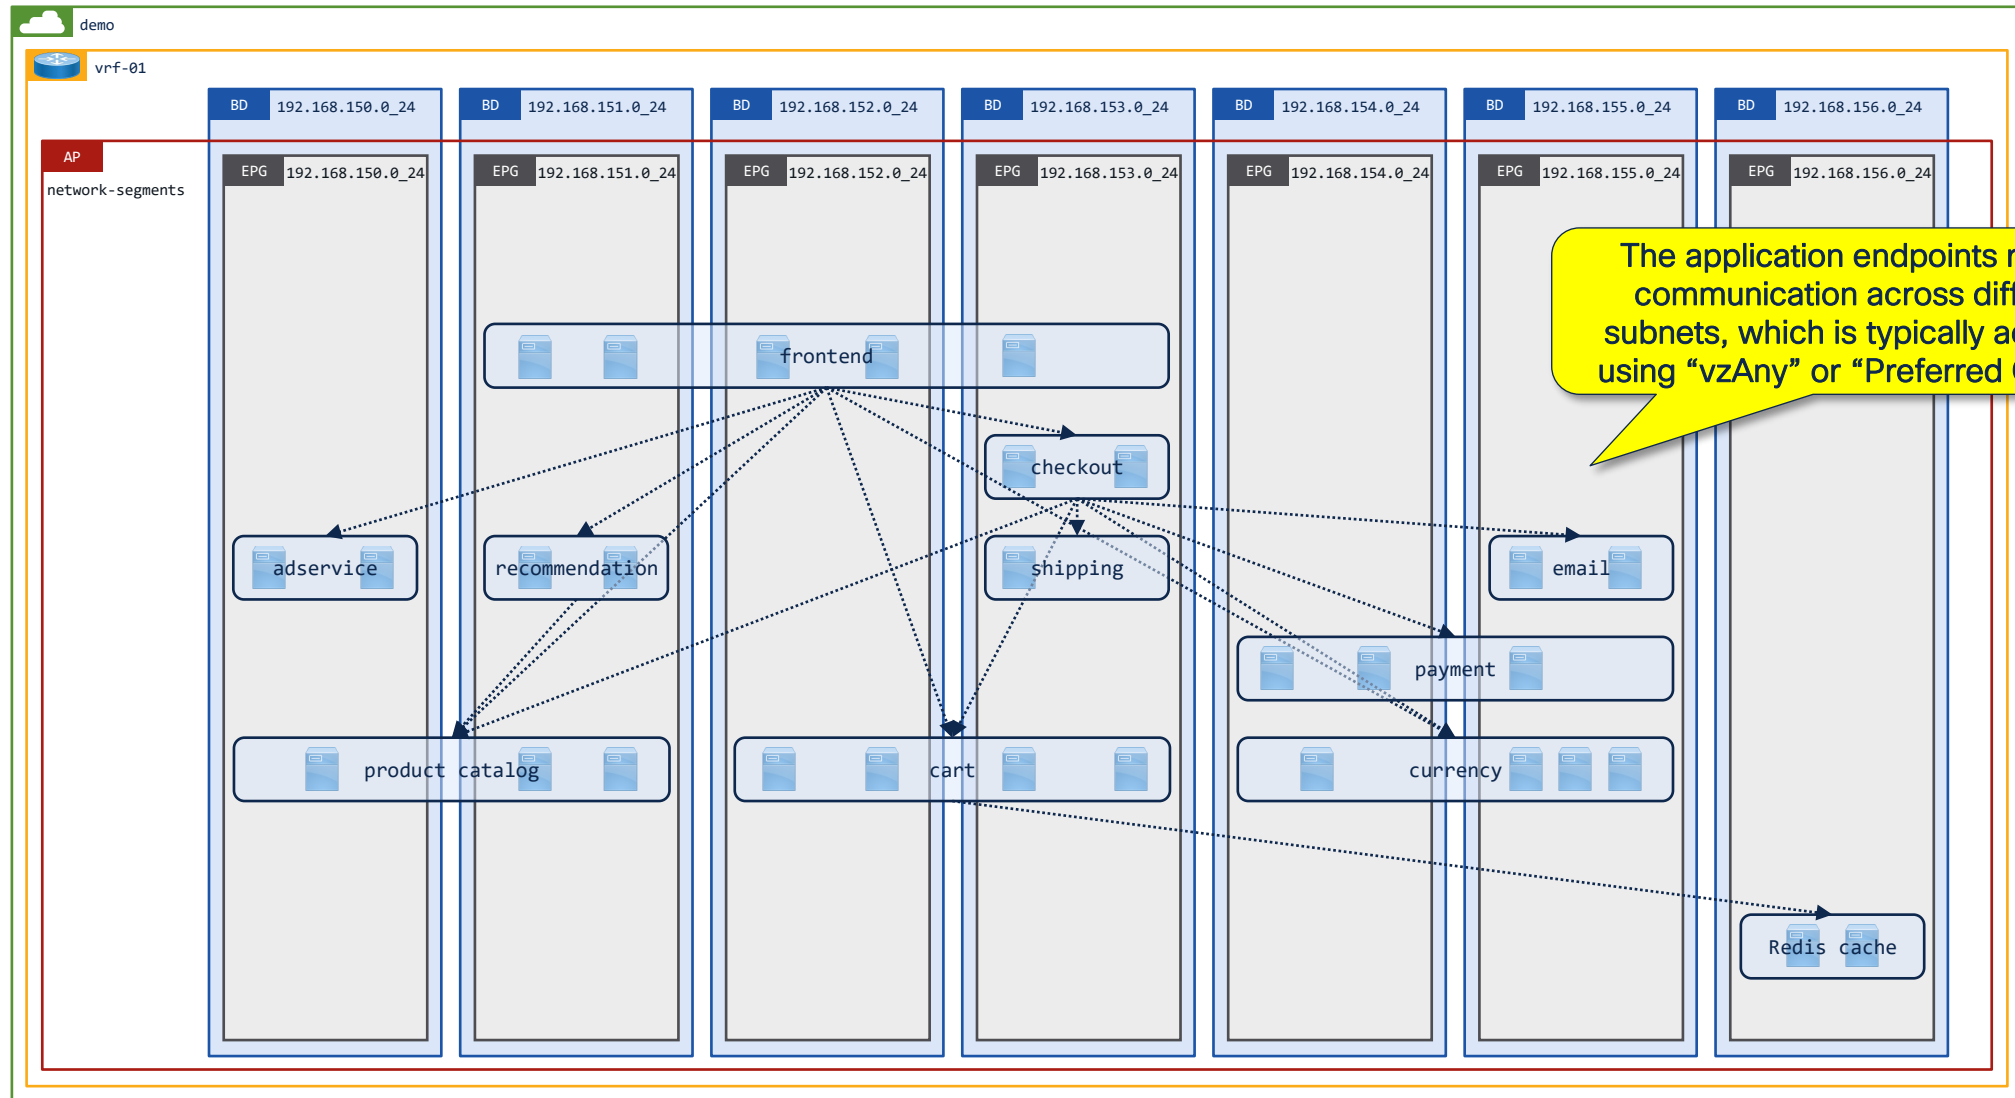 demo
vrf-01
BD 192.168.150.0_24
BD 192.168.151.0_24
BD 192.168.152.0_24
BD 192.168.153.0_24
BD 192.168.154.0_24
BD 192.168.155.0_24
BD 192.168.156.0_24
AP
network-segments
EPG 192.168.150.0_24
EPG 192.168.151.0_24
EPG 192.168.152.0_24
EPG 192.168.153.0_24
EPG 192.168.154.0_24
EPG 192.168.155.0_24
EPG 192.168.156.0_24
The application endpoints
communication across
subnets, which is typically
using “vzAny” or “Preferred
frontend
checkout
adservice
recommendation
shipping
email
payment
product catalog
cart
currency
Redis cache